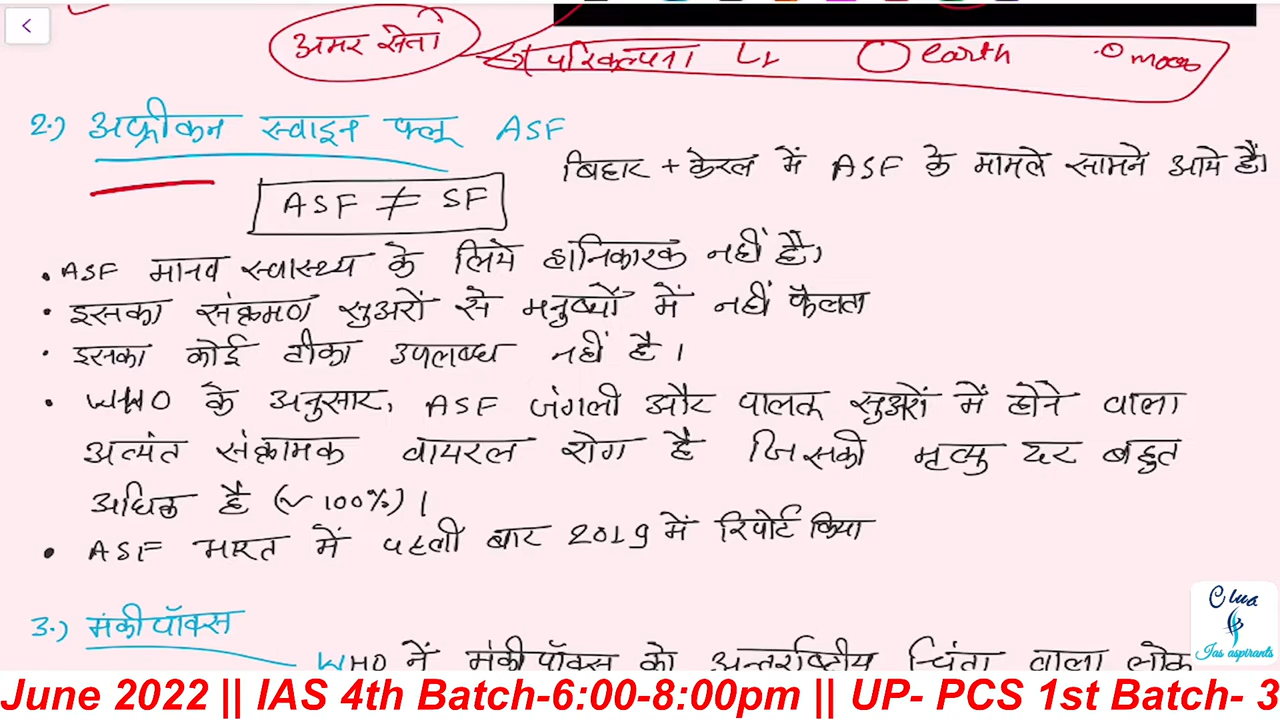 अमर सेना
परिकल्पना
earth
moon
2.) अफ्रीकन स्वाइन फ्लू ASF
बिहार + केरल में ASF के मामले सामने आये हैं।
ASF ≠ SF
• ASF मानव स्वास्थ्य के लिये हानिकारक नहीं है।
• इसका संक्रमण सुअरों से मनुष्यों में नहीं फैलता
• इसका कोई टीका उपलब्ध नहीं है।
• WHO के अनुसार, ASF जंगली और पालतू सुअरों में होने वाला
अत्यंत संक्रामक वायरल रोग है जिसकी मृत्यु दर बहुत
अधिक है (~100%)।
• ASF भारत में पहली बार 2019 में रिपोर्ट किया
3.) मंकीपॉक्स
WHO नें मंकीपॉक्स को अन्तर्राष्ट्रीय चिंता वाला लोक
Clue
Ias aspirants
June 2022 || IAS 4th Batch-6:00-8:00pm || UP- PCS 1st Batch- 3